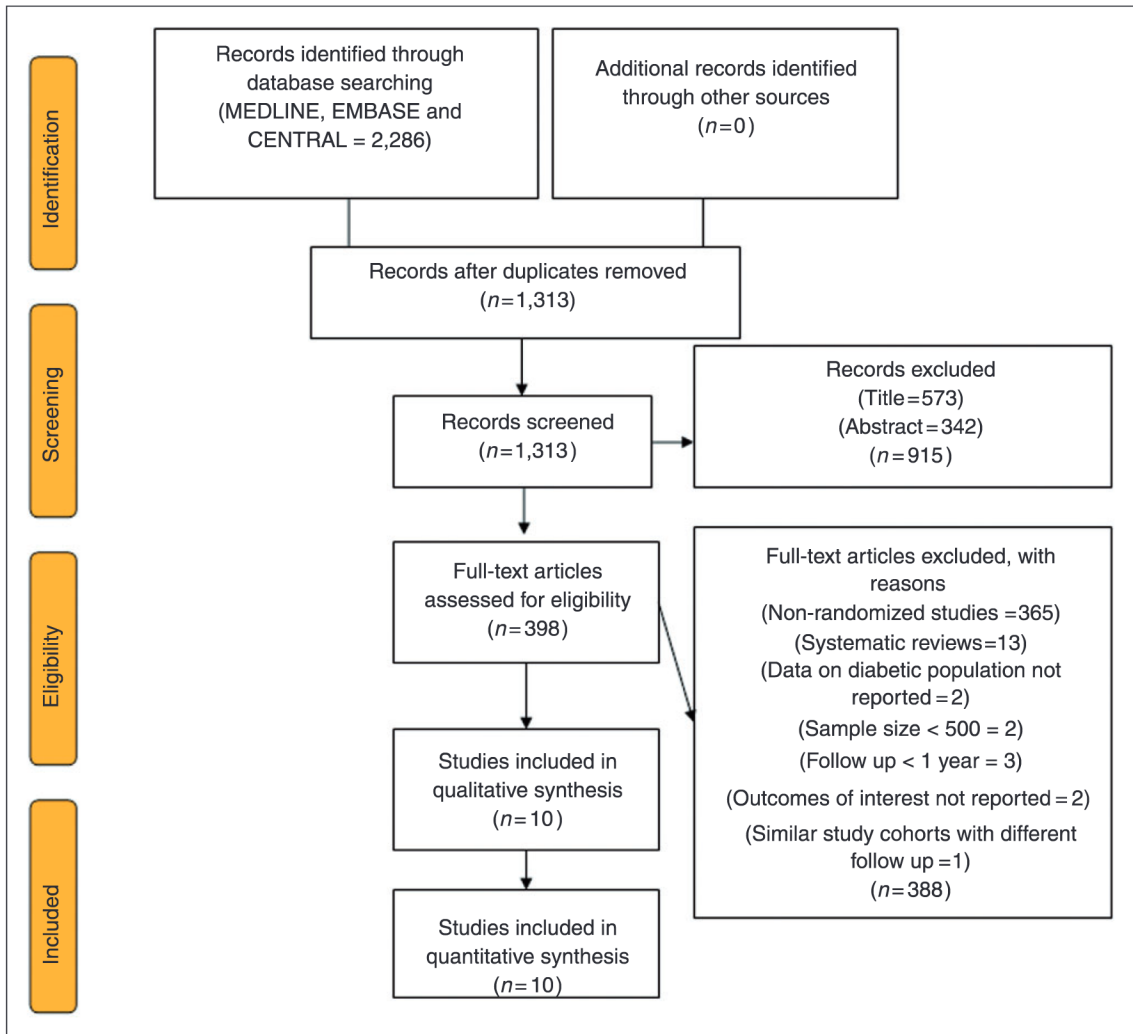 Identification
Records identified through
database searching
(MEDLINE, EMBASE and
CENTRAL = 2,286)
Additional records identified
through other sources
(n=0)
Records after duplicates removed
(n=1,313)
Screening
Records screened
(n=1,313)
Records excluded
(Title=573)
(Abstract=342)
(n=915)
Eligibility
Full-text articles
assessed for eligibility
(n=398)
Full-text articles excluded, with
reasons
(Non-randomized studies =365)
(Systematic reviews=13)
(Data on diabetic population not
reported=2)
(Sample size < 500 = 2)
(Follow up < 1 year = 3)
(Outcomes of interest not reported=2)
(Similar study cohorts with different
follow up =1)
(n=388)
Studies included in
qualitative synthesis
(n=10)
Included
Studies included in
quantitative synthesis
(n=10)